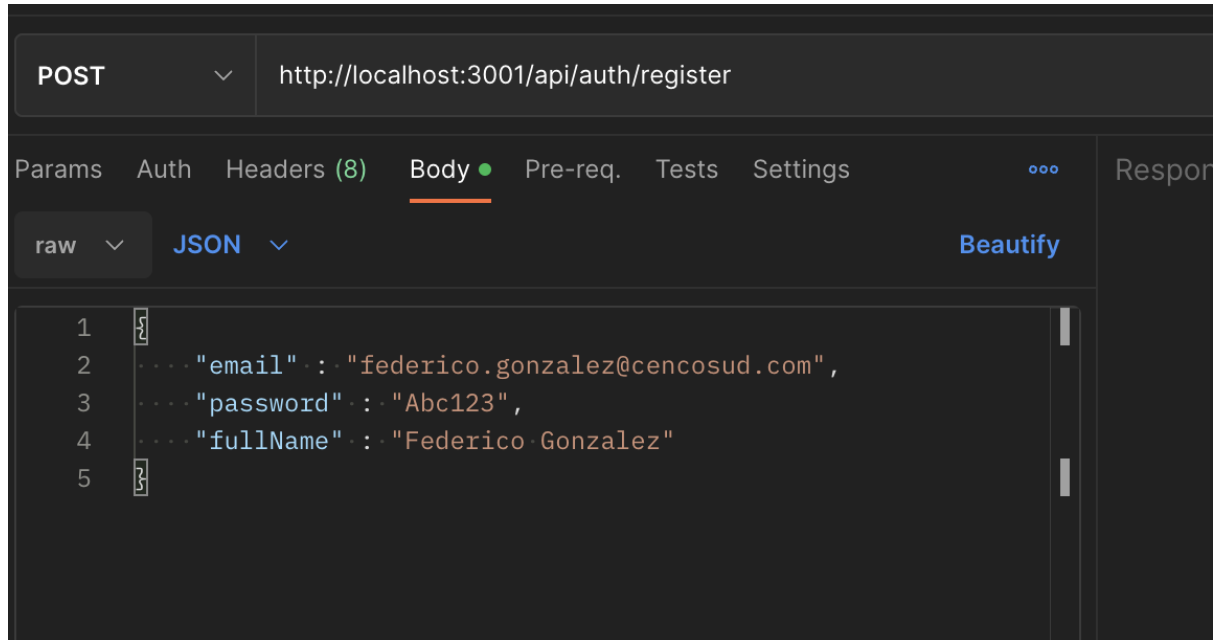 POST http://localhost:3001/api/auth/register
Params Auth Headers (8) Body Pre-req. Tests Settings
raw JSON Beautify
1 {
2 "email" : "federico.gonzalez@cencosud.com",
3 "password" : "Abc123",
4 "fullName" : "Federico Gonzalez"
5 }